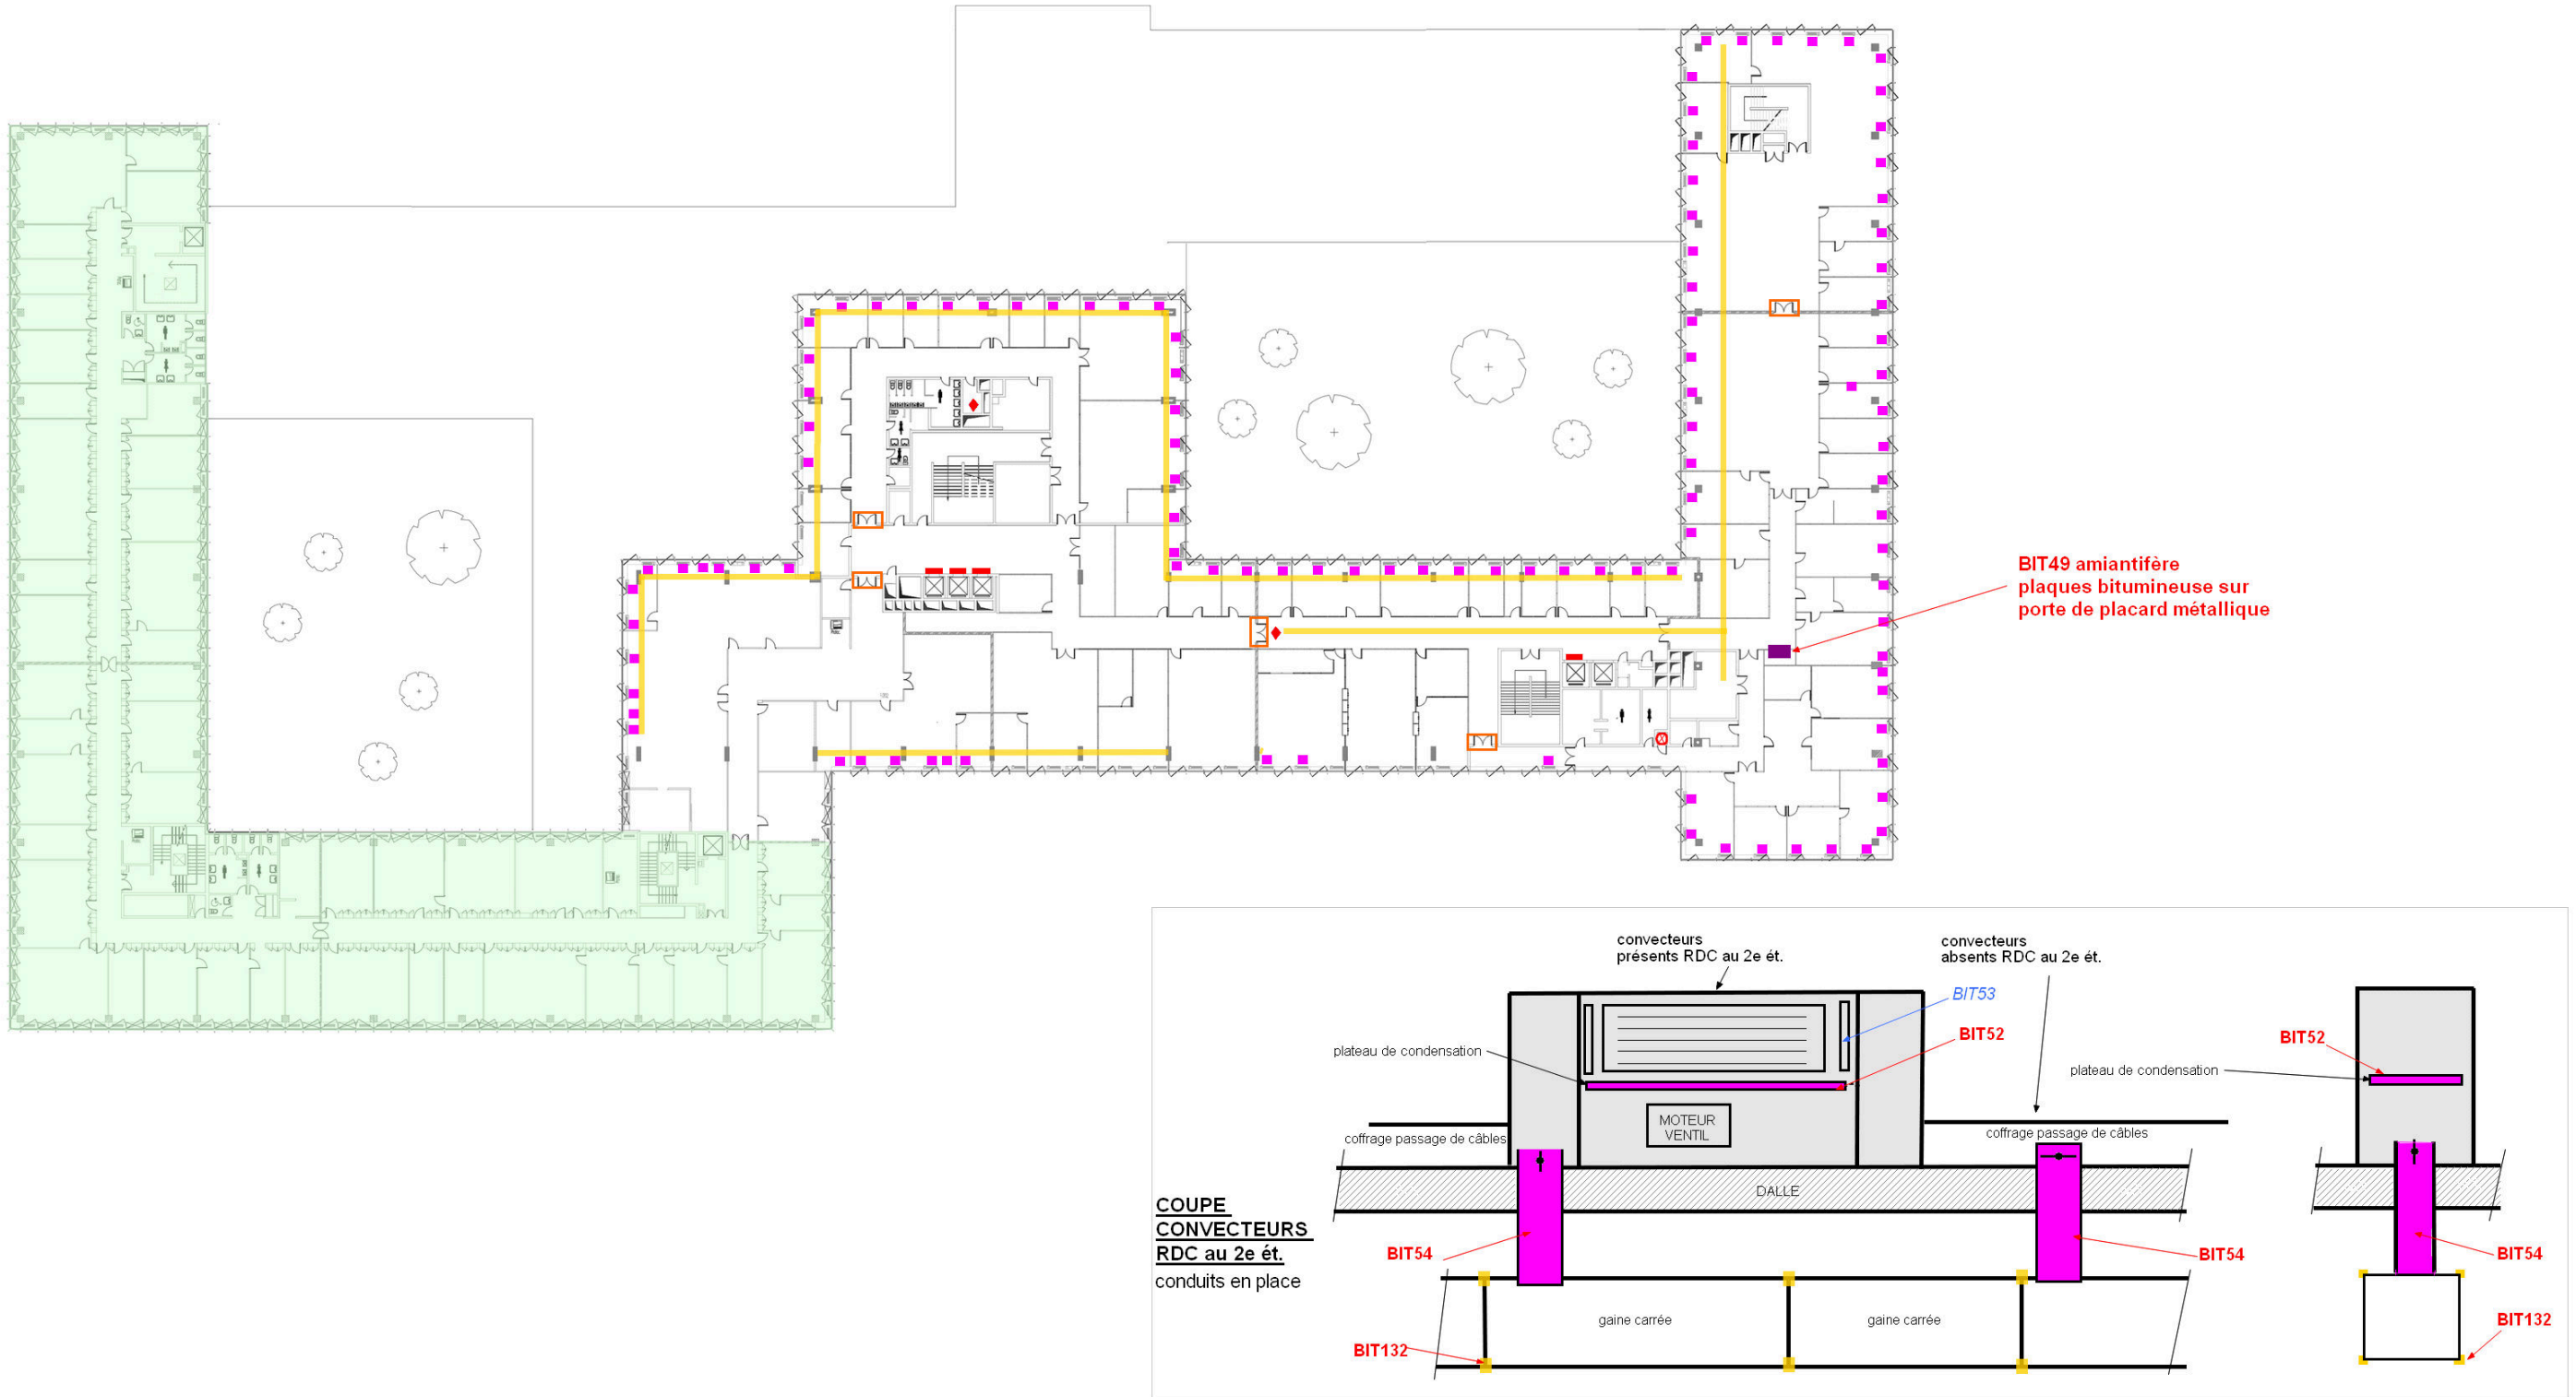 BIT49 amiantifère
plaques bitumineuse sur
porte de placard métallique
convecteurs
présents RDC au 2e ét.
convecteurs
absents RDC au 2e ét.
BIT53
BIT52
plateau de condensation
BIT52
plateau de condensation
MOTEUR
VENTIL
coffrage passage de câbles
coffrage passage de câbles
DALLE
COUPE
CONVECTEURS
RDC au 2e ét.
conduits en place
BIT54
BIT54
BIT54
gaine carrée
gaine carrée
BIT132
BIT132